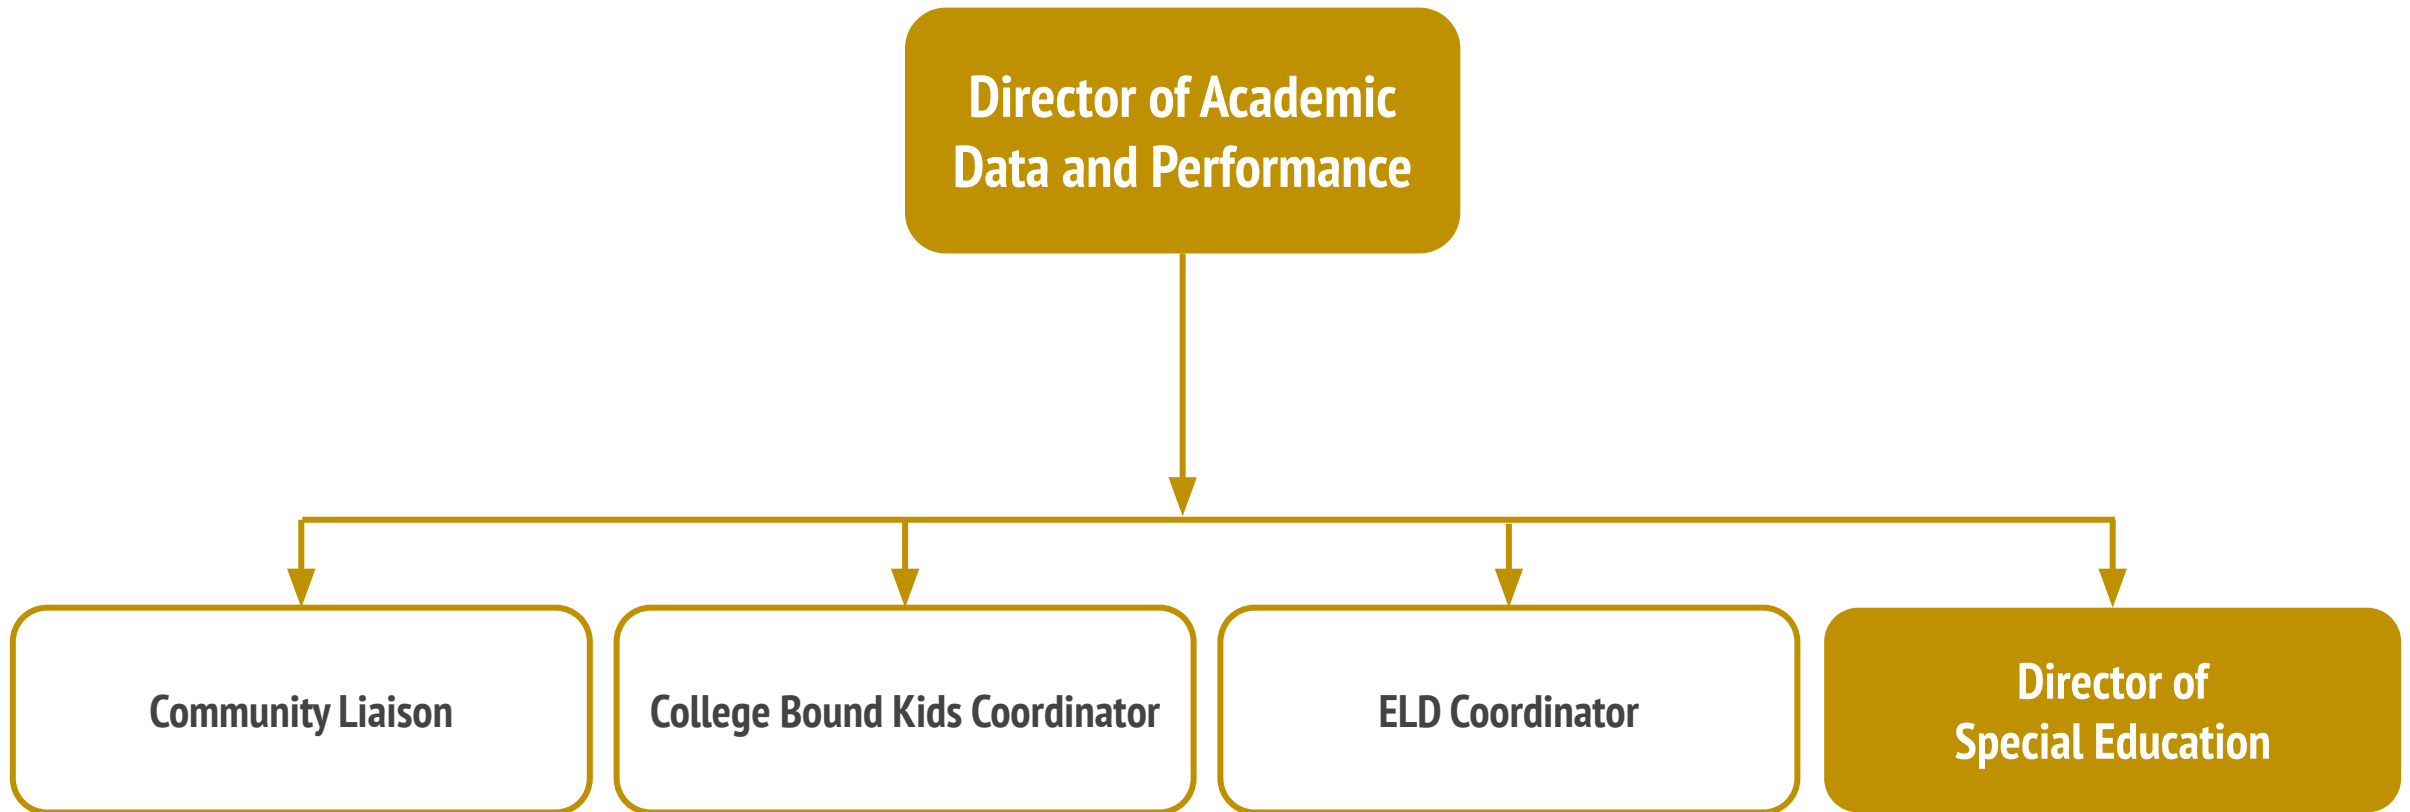 Director of Academic
Data and Performance
Community Liaison
College Bound Kids Coordinator
ELD Coordinator
Director of
Special Education